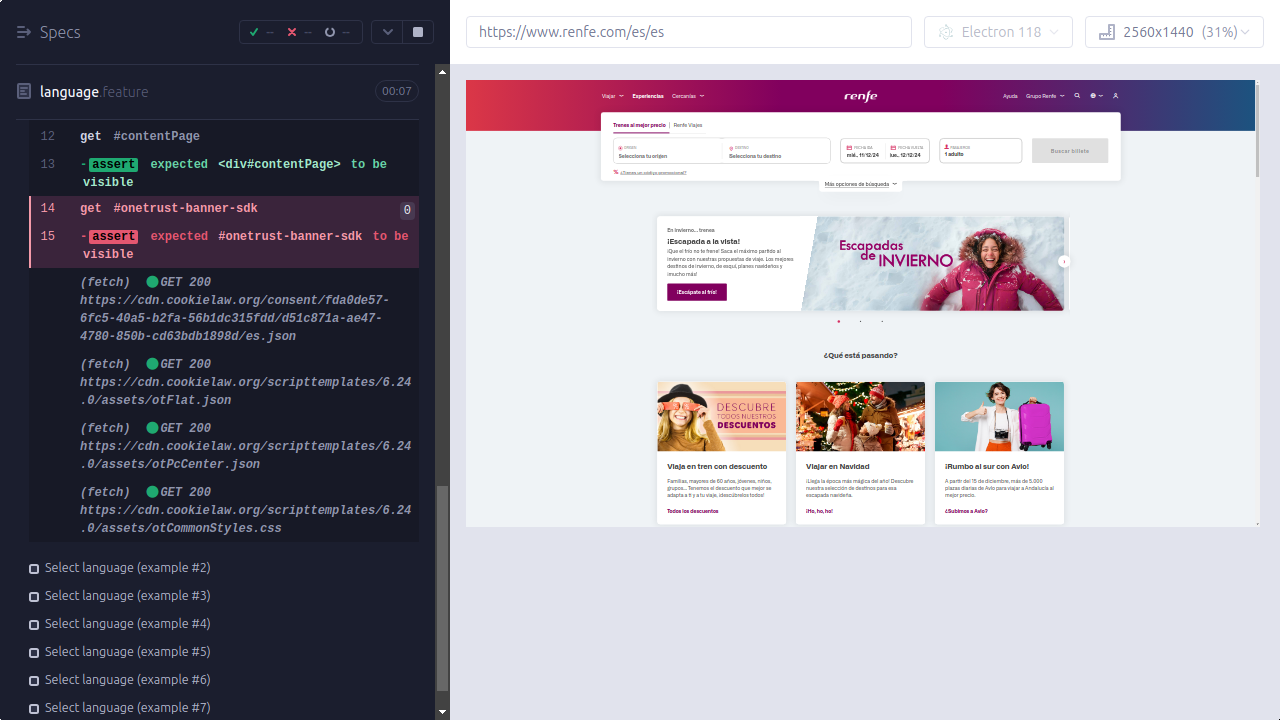 Specs
--
--
--
https://www.renfe.com/es/es
Electron 118
2560x1440 (31%)
language.feature
00:07
12 get #contentPage
13 -assert expected <div#contentPage> to be
visible
14 get #onetrust-banner-sdk 0
15 -assert expected #onetrust-banner-sdk to be
visible
(fetch) GET 200
https://cdn.cookielaw.org/consent/fda0de57-
6fc5-40a5-b2fa-56b1dc315fdd/d51c871a-ae47-
4780-850b-cd63bdb1898d/es.json
(fetch) GET 200
https://cdn.cookielaw.org/scripttemplates/6.24
.0/assets/otFlat.json
(fetch) GET 200
https://cdn.cookielaw.org/scripttemplates/6.24
.0/assets/otPcCenter.json
(fetch) GET 200
https://cdn.cookielaw.org/scripttemplates/6.24
.0/assets/otCommonStyles.css
Select language (example #2)
Select language (example #3)
Select language (example #4)
Select language (example #5)
Select language (example #6)
Select language (example #7)
Viajar Experiencias Cercanías renfe Ayuda Grupo Renfe
Trenes al mejor precio Renfe Viajes
ORIGEN DESTINO FECHA IDA FECHA VUELTA PASAJEROS
Selecciona tu origen Selecciona tu destino mié., 11/12/24 jue., 12/12/24 1 adulto Buscar billete
¿Tienes un código promocional?
Más opciones de búsqueda
En invierno... trenes
¡Escapada a la vista!
¡Que el frío no te frene! Saca el máximo partido al
invierno con nuestras propuestas de viaje. Los mejores
destinos de invierno, de esquí, planes navideños y
¡mucho más!
¡Escápate al frío!
Escapadas
de INVIERNO
¿Qué está pasando?
DESCUBRE
TODOS NUESTROS
DESCUENTOS
Viaja en tren con descuento
Familias, mayores de 60 años, jóvenes, niños,
grupos... Tenemos el descuento que mejor se
adapta a ti y a tu viaje, ¡descúbrelos todos!
Todos los descuentos
Viajar en Navidad
¡Llega la época más mágica del año! Descubre
nuestra selección de destinos para esa
escapada navideña.
¡Ho, ho, ho!
¡Rumbo al sur con Avlo!
A partir del 15 de diciembre, más de 5.000
plazas diarias de Avlo para viajar a Andalucía al
mejor precio.
¿Subimos a Avlo?